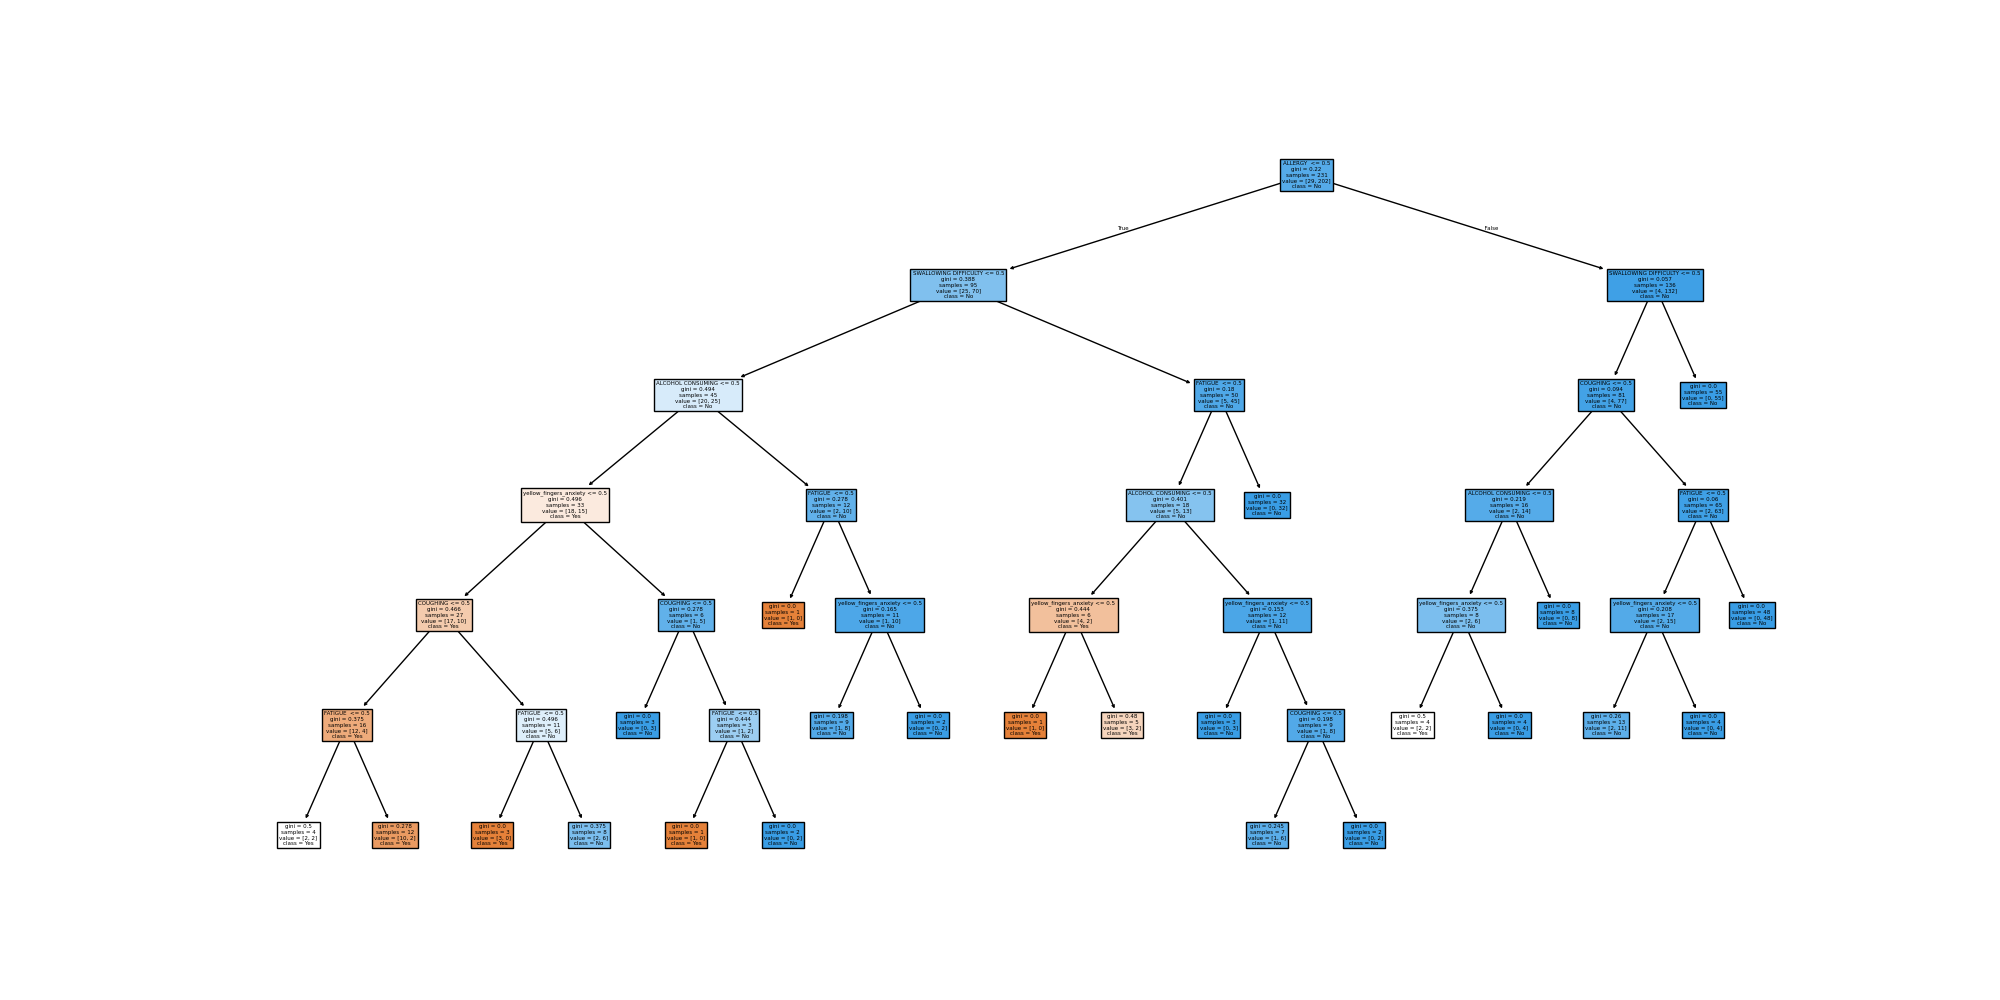 ALLERGY  <= 0.5
gini = 0.22
samples = 231
value = [29, 202]
class = No
True
False
SWALLOWING DIFFICULTY <= 0.5
gini = 0.388
samples = 95
value = [25, 70]
class = No
SWALLOWING DIFFICULTY <= 0.5
gini = 0.057
samples = 136
value = [4, 132]
class = No
ALCOHOL CONSUMING <= 0.5
gini = 0.494
samples = 45
value = [20, 25]
class = No
FATIGUE  <= 0.5
gini = 0.18
samples = 50
value = [5, 45]
class = No
COUGHING <= 0.5
gini = 0.094
samples = 81
value = [4, 77]
class = No
gini = 0.0
samples = 55
value = [0, 55]
class = No
yellow_fingers_anxiety <= 0.5
gini = 0.496
samples = 33
value = [18, 15]
class = Yes
FATIGUE  <= 0.5
gini = 0.278
samples = 12
value = [2, 10]
class = No
ALCOHOL CONSUMING <= 0.5
gini = 0.401
samples = 18
value = [5, 13]
class = No
gini = 0.0
samples = 32
value = [0, 32]
class = No
ALCOHOL CONSUMING <= 0.5
gini = 0.219
samples = 16
value = [2, 14]
class = No
FATIGUE  <= 0.5
gini = 0.06
samples = 65
value = [2, 63]
class = No
COUGHING <= 0.5
gini = 0.466
samples = 27
value = [17, 10]
class = Yes
COUGHING <= 0.5
gini = 0.278
samples = 6
value = [1, 5]
class = No
gini = 0.0
samples = 1
value = [1, 0]
class = Yes
yellow_fingers_anxiety <= 0.5
gini = 0.165
samples = 11
value = [1, 10]
class = No
yellow_fingers_anxiety <= 0.5
gini = 0.444
samples = 6
value = [4, 2]
class = Yes
yellow_fingers_anxiety <= 0.5
gini = 0.153
samples = 12
value = [1, 11]
class = No
yellow_fingers_anxiety <= 0.5
gini = 0.375
samples = 8
value = [2, 6]
class = No
gini = 0.0
samples = 8
value = [0, 8]
class = No
yellow_fingers_anxiety <= 0.5
gini = 0.208
samples = 17
value = [2, 15]
class = No
gini = 0.0
samples = 48
value = [0, 48]
class = No
FATIGUE  <= 0.5
gini = 0.375
samples = 16
value = [12, 4]
class = Yes
FATIGUE  <= 0.5
gini = 0.496
samples = 11
value = [5, 6]
class = No
gini = 0.0
samples = 3
value = [0, 3]
class = No
FATIGUE  <= 0.5
gini = 0.444
samples = 3
value = [1, 2]
class = No
gini = 0.198
samples = 9
value = [1, 8]
class = No
gini = 0.0
samples = 2
value = [0, 2]
class = No
gini = 0.0
samples = 1
value = [1, 0]
class = Yes
gini = 0.48
samples = 5
value = [3, 2]
class = Yes
gini = 0.0
samples = 3
value = [0, 3]
class = No
COUGHING <= 0.5
gini = 0.198
samples = 9
value = [1, 8]
class = No
gini = 0.5
samples = 4
value = [2, 2]
class = Yes
gini = 0.0
samples = 4
value = [0, 4]
class = No
gini = 0.26
samples = 13
value = [2, 11]
class = No
gini = 0.0
samples = 4
value = [0, 4]
class = No
gini = 0.5
samples = 4
value = [2, 2]
class = Yes
gini = 0.278
samples = 12
value = [10, 2]
class = Yes
gini = 0.0
samples = 3
value = [3, 0]
class = Yes
gini = 0.375
samples = 8
value = [2, 6]
class = No
gini = 0.0
samples = 1
value = [1, 0]
class = Yes
gini = 0.0
samples = 2
value = [0, 2]
class = No
gini = 0.245
samples = 7
value = [1, 6]
class = No
gini = 0.0
samples = 2
value = [0, 2]
class = No